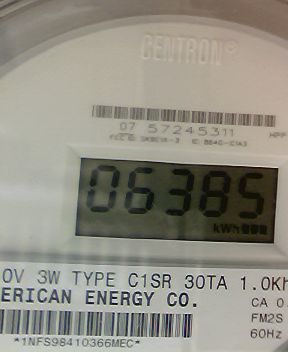 CENTRON®
07 57245311
06385
kWh
0V 3W TYPE C1SR 30TA 1.0Kh
ERICAN ENERGY CO.
CA 0.
FM2S
60Hz
*1NFS98410366MEC*